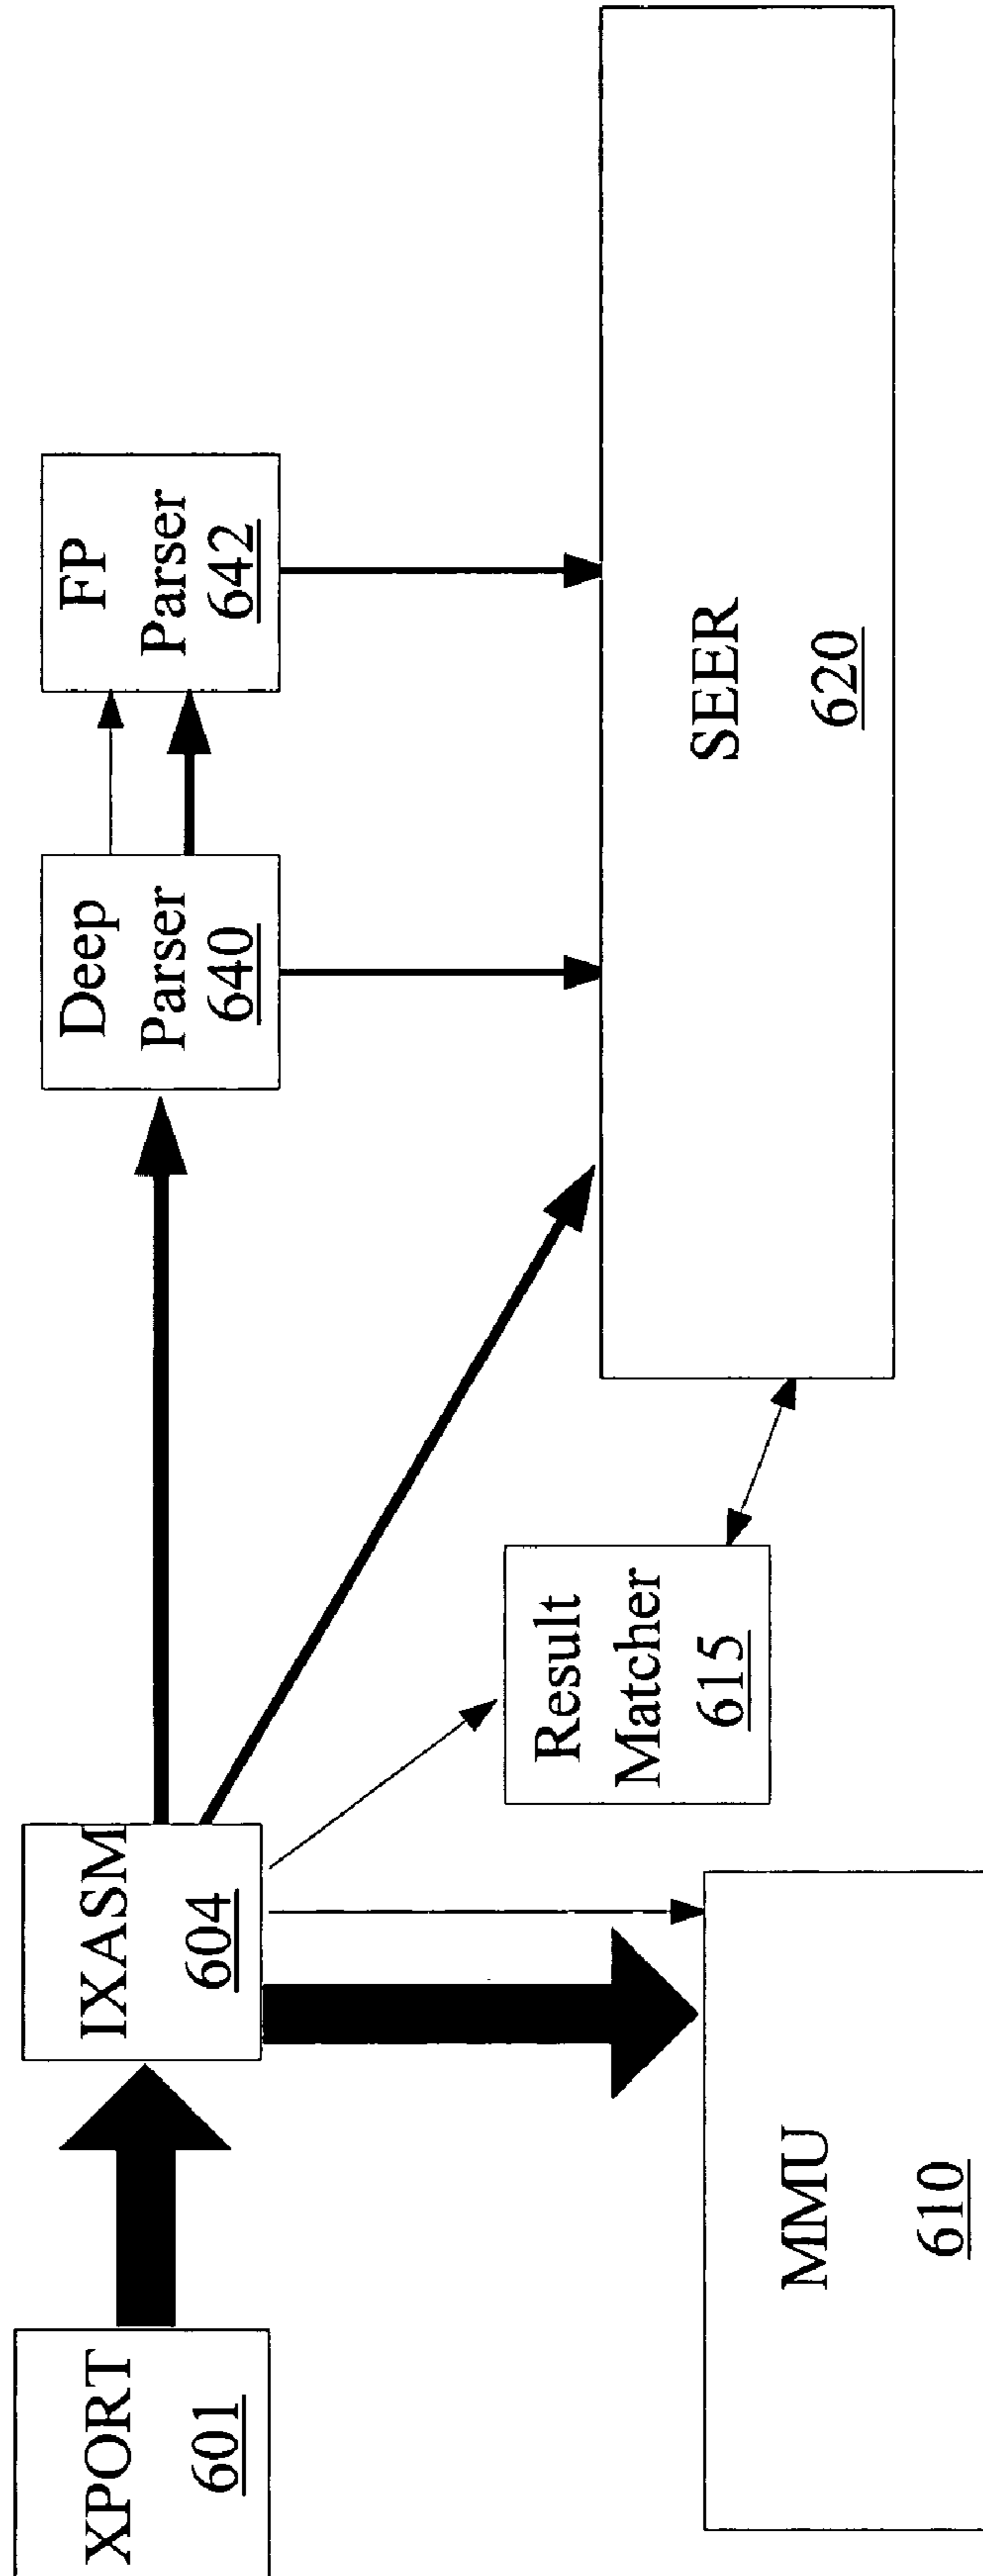 XPORT
601
IXASM
604
Deep
Parser
640
FP
Parser
642
Result
Matcher
615
MMU
610
SEER
620